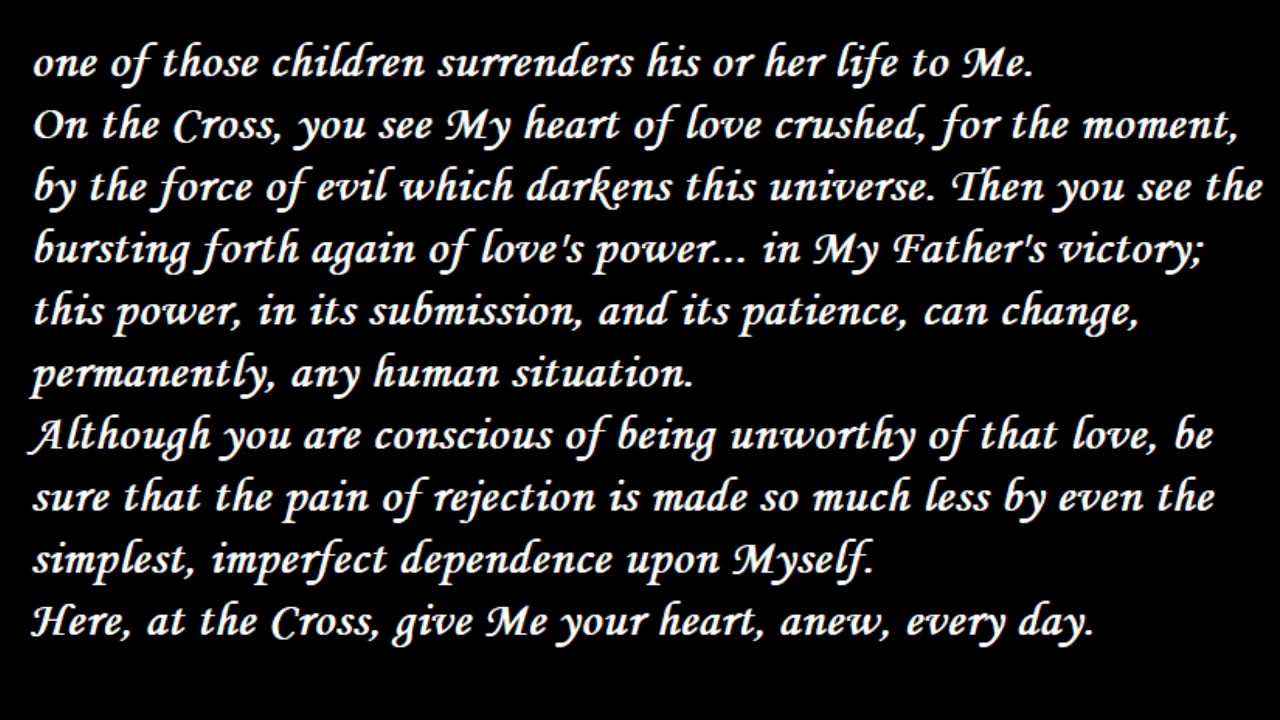 one of those children surrenders his or her life to Me.
On the Cross, you see My heart of love crushed, for the moment,
by the force of evil which darkens this universe. Then you see the
bursting forth again of love's power... in My Father's victory;
this power, in its submission, and its patience, can change,
permanently, any human situation.
Although you are conscious of being unworthy of that love, be
sure that the pain of rejection is made so much less by even the
simplest, imperfect dependence upon Myself.
Here, at the Cross, give Me your heart, anew, every day.